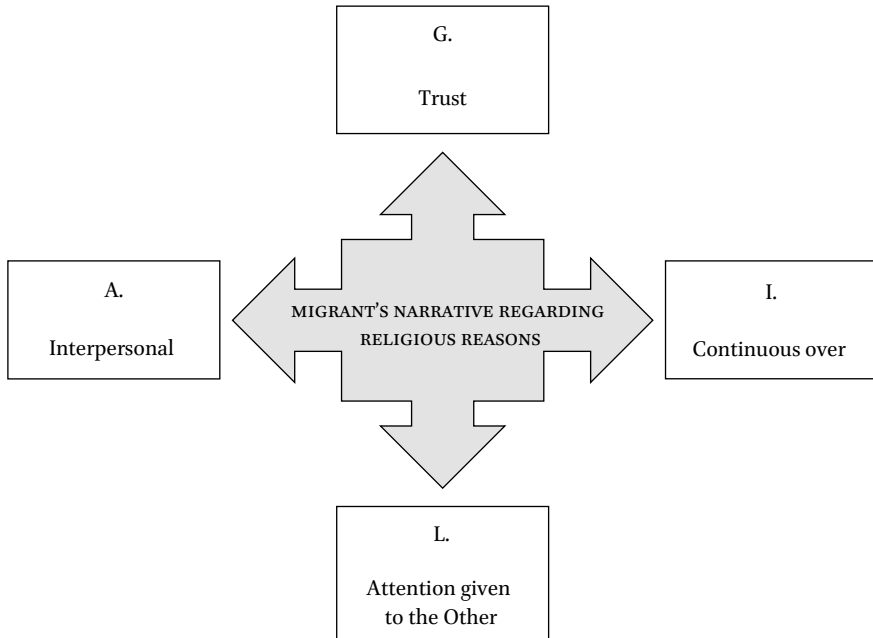 G.
Trust
A.
Interpersonal
MIGRANT'S NARRATIVE REGARDING
RELIGIOUS REASONS
I.
Continuous over
L.
Attention given
to the Other